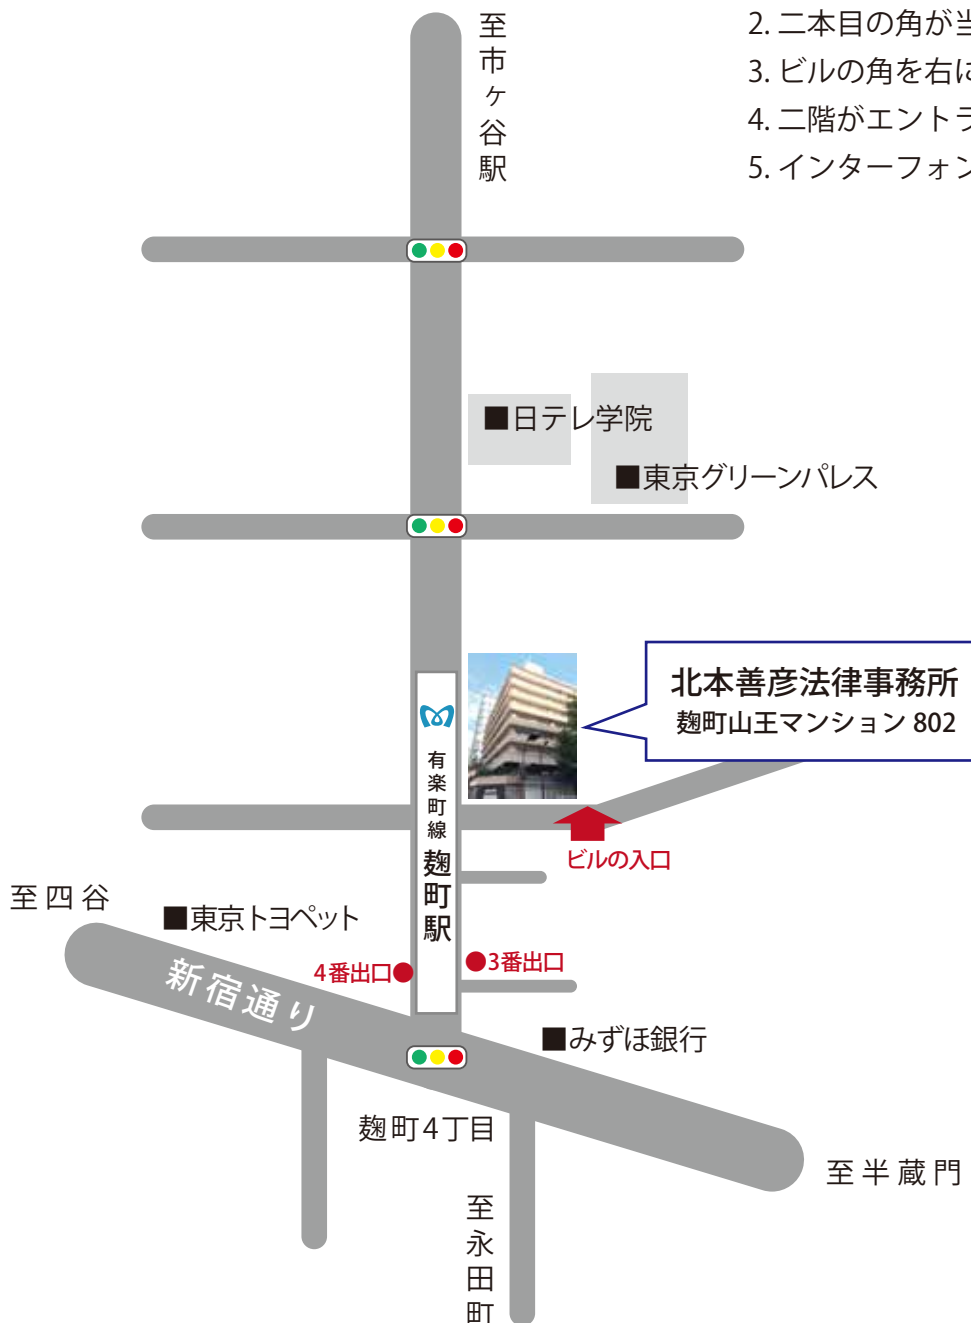 至市ヶ谷駅
2. 二本目の角が
3. ビルの角を右に
4. 二階がエントラ
5. インターフォン
■日テレ学院
■東京グリーンパレス
北本善彦法律事務所
麹町山王マンション 802
有楽町線
麹町駅
ビルの入口
至四谷
■東京トヨペット
4番出口
3番出口
新宿通り
■みずほ銀行
麹町4丁目
至半蔵門
至永田町